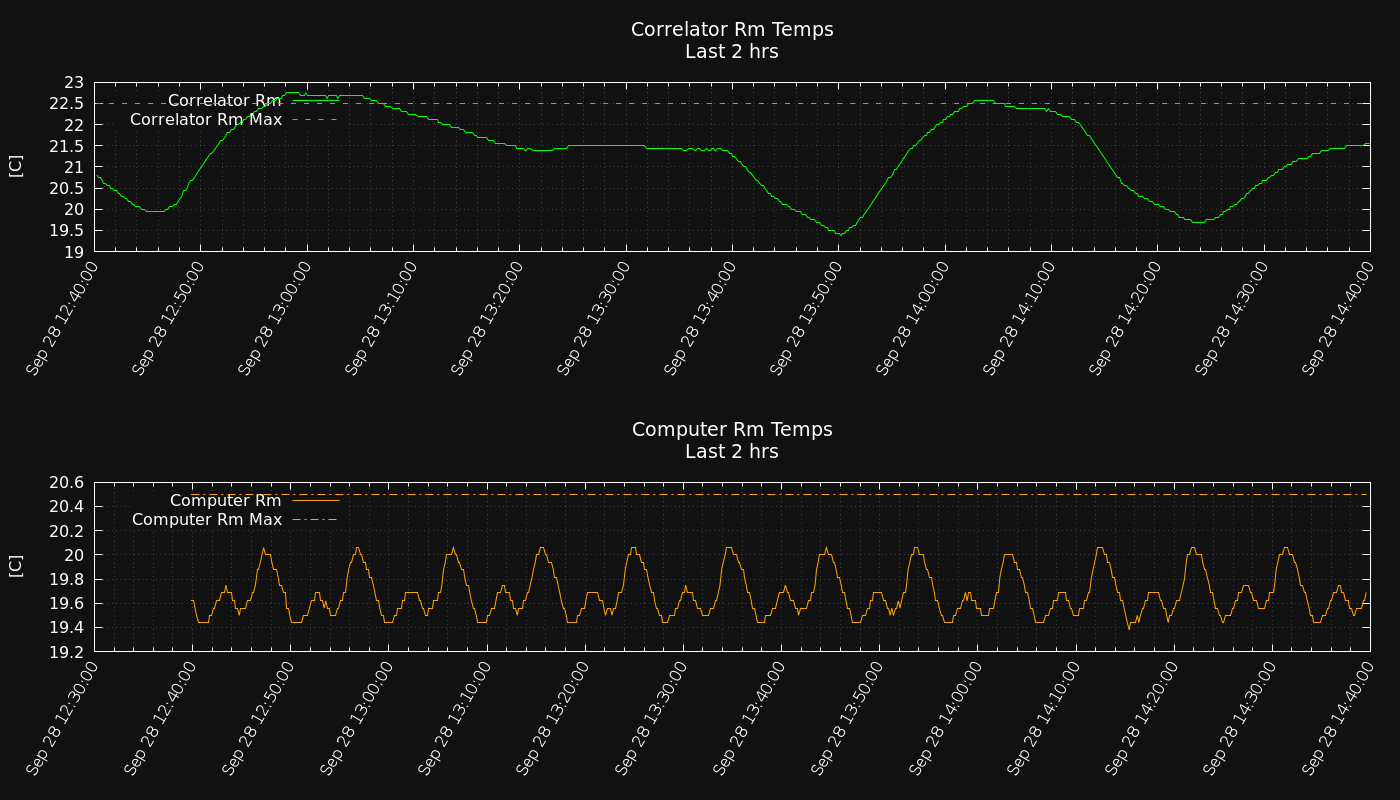 Correlator Rm Temps
Last 2 hrs
[C]
23
22.5
22
21.5
21
20.5
20
19.5
19
Correlator Rm
Correlator Rm Max
Sep 28 12:40:00
Sep 28 12:50:00
Sep 28 13:00:00
Sep 28 13:10:00
Sep 28 13:20:00
Sep 28 13:30:00
Sep 28 13:40:00
Sep 28 13:50:00
Sep 28 14:00:00
Sep 28 14:10:00
Sep 28 14:20:00
Sep 28 14:30:00
Sep 28 14:40:00
Computer Rm Temps
Last 2 hrs
[C]
20.6
20.4
20.2
20
19.8
19.6
19.4
19.2
Computer Rm
Computer Rm Max
Sep 28 12:30:00
Sep 28 12:40:00
Sep 28 12:50:00
Sep 28 13:00:00
Sep 28 13:10:00
Sep 28 13:20:00
Sep 28 13:30:00
Sep 28 13:40:00
Sep 28 13:50:00
Sep 28 14:00:00
Sep 28 14:10:00
Sep 28 14:20:00
Sep 28 14:30:00
Sep 28 14:40:00